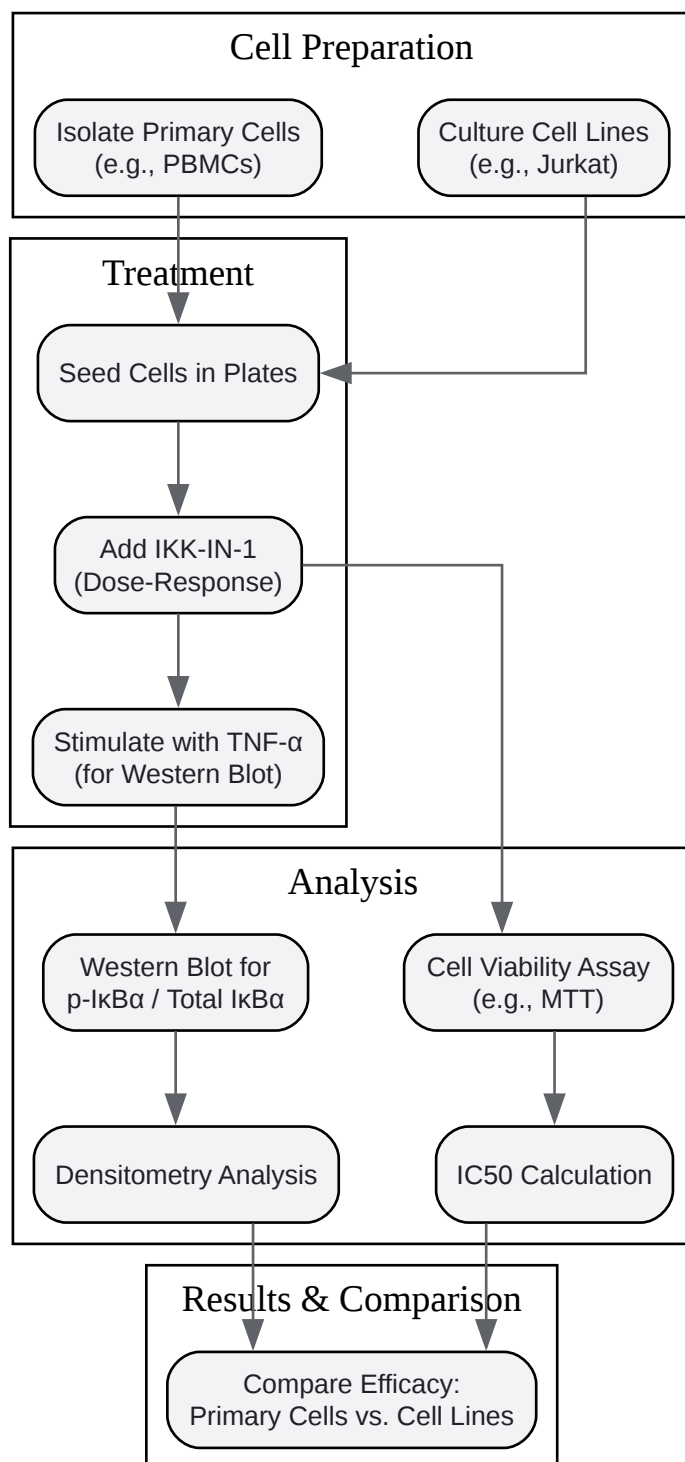 Cell Preparation
Isolate Primary Cells
(e.g., PBMCs)
Culture Cell Lines
(e.g., Jurkat)
Treatment
Seed Cells in Plates
Add IKK-IN-1
(Dose-Response)
Stimulate with TNF-α
(for Western Blot)
Analysis
Western Blot for
p-IκBα / Total IκBα
Cell Viability Assay
(e.g., MTT)
Densitometry Analysis
IC50 Calculation
Results & Comparison
Compare Efficacy:
Primary Cells vs. Cell Lines